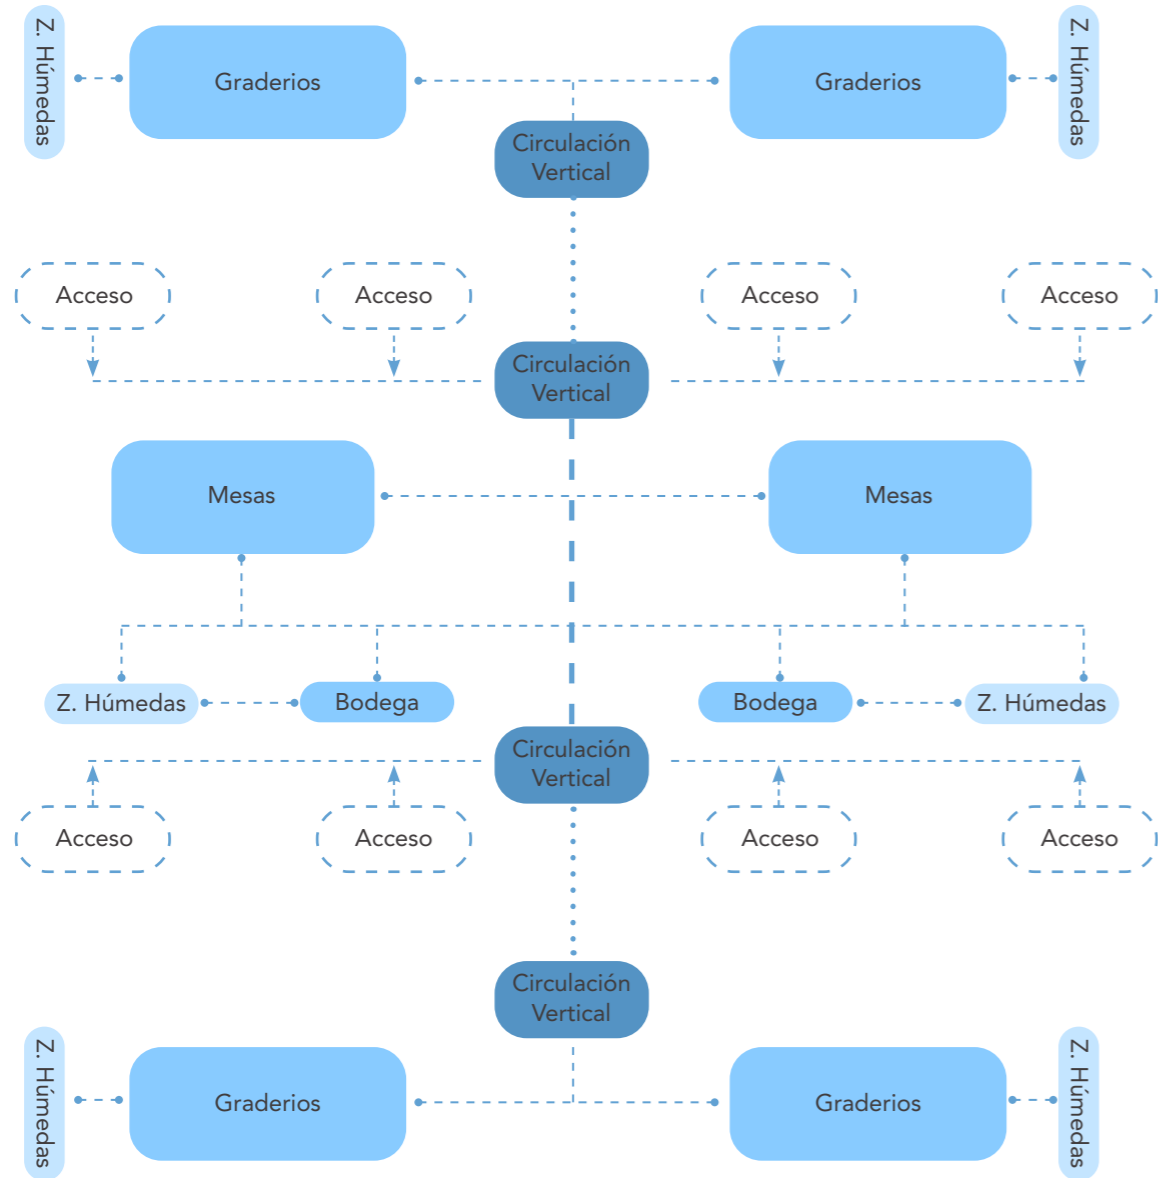 Z. Húmedas
Graderios
Graderios
Z. Húmedas
Circulación
Vertical
Acceso
Acceso
Acceso
Acceso
Circulación
Vertical
Mesas
Mesas
Z. Húmedas
Bodega
Bodega
Z. Húmedas
Circulación
Vertical
Acceso
Acceso
Acceso
Acceso
Circulación
Vertical
Z. Húmedas
Graderios
Graderios
Z. Húmedas